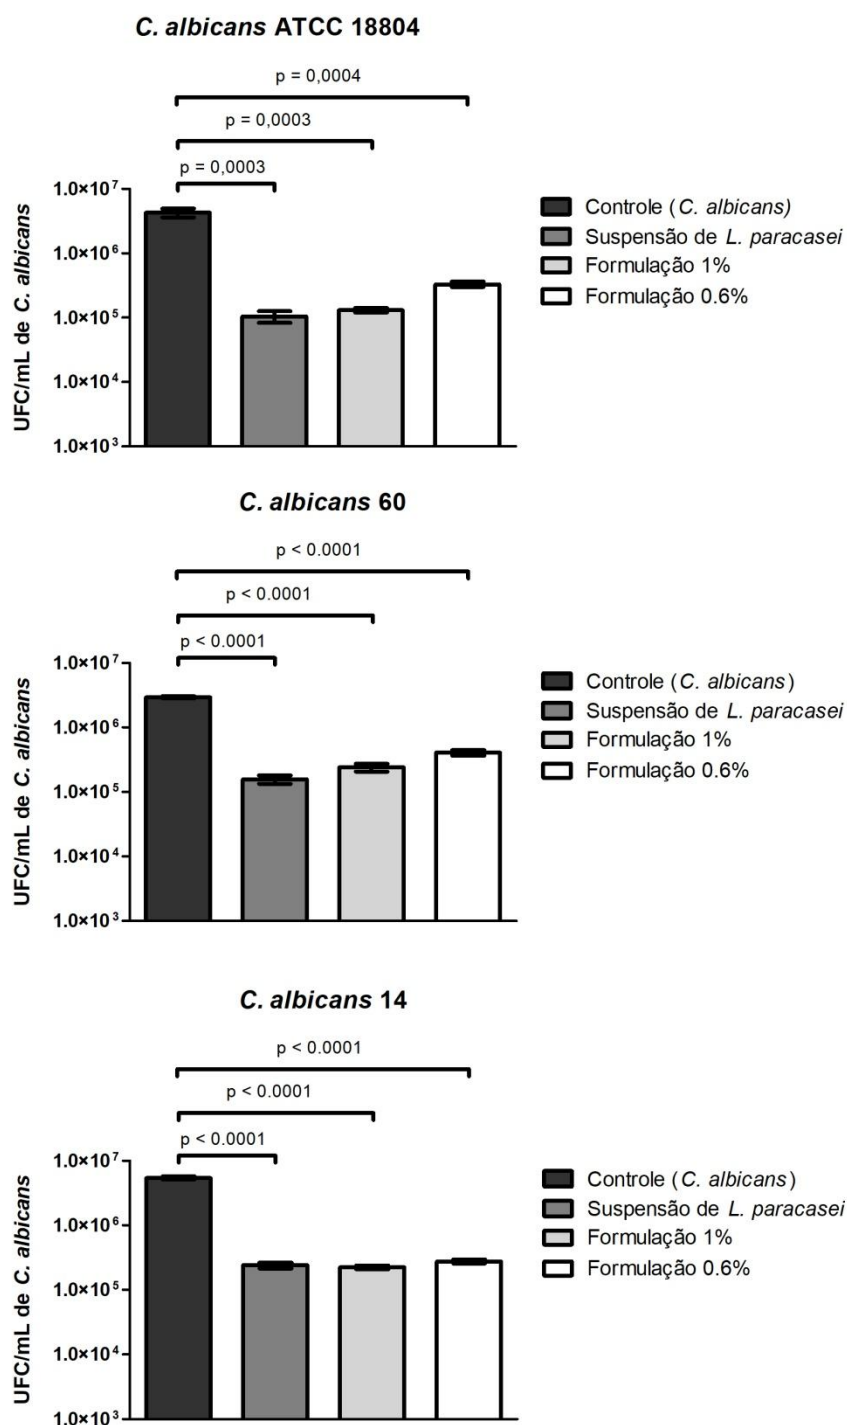 C. albicans ATCC 18804
p = 0,0004
p = 0,0003
p = 0,0003
UFC/mL de C. albicans
1.0×10⁷
1.0×10⁶
1.0×10⁵
1.0×10⁴
1.0×10³
Controle (C. albicans)
Suspensão de L. paracasei
Formulação 1%
Formulação 0.6%
C. albicans 60
p < 0.0001
p < 0.0001
p < 0.0001
UFC/mL de C. albicans
1.0×10⁷
1.0×10⁶
1.0×10⁵
1.0×10⁴
1.0×10³
Controle (C. albicans)
Suspensão de L. paracasei
Formulação 1%
Formulação 0.6%
C. albicans 14
p < 0.0001
p < 0.0001
p < 0.0001
UFC/mL de C. albicans
1.0×10⁷
1.0×10⁶
1.0×10⁵
1.0×10⁴
1.0×10³
Controle (C. albicans)
Suspensão de L. paracasei
Formulação 1%
Formulação 0.6%